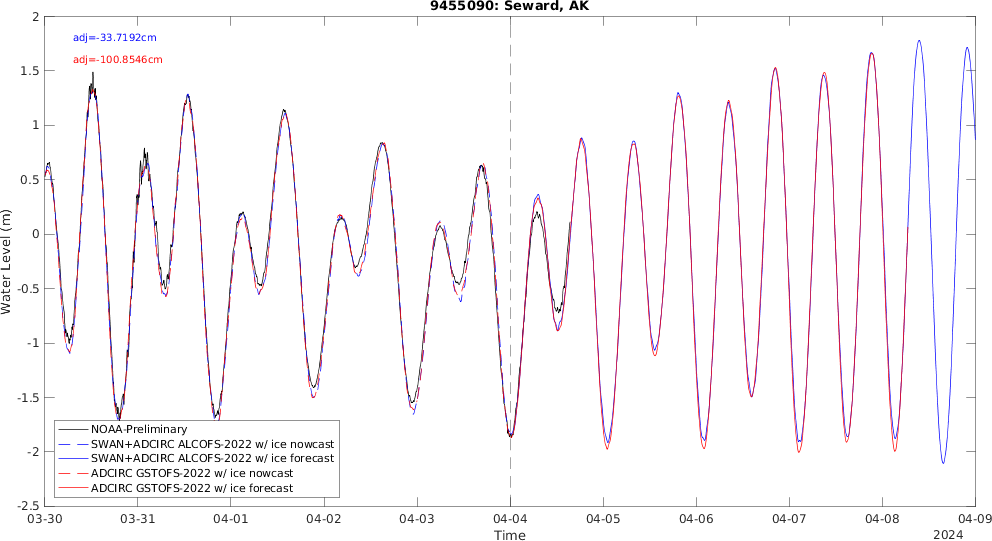 9455090: Seward, AK
adj=-33.7192cm
adj=-100.8546cm
2
1.5
1
0.5
0
-0.5
-1
-1.5
-2
-2.5
Water Level (m)
NOAA-Preliminary
SWAN+ADCIRC ALCOFS-2022 w/ ice nowcast
SWAN+ADCIRC ALCOFS-2022 w/ ice forecast
ADCIRC GSTOFS-2022 w/ ice nowcast
ADCIRC GSTOFS-2022 w/ ice forecast
03-30 03-31 04-01 04-02 04-03 04-04 04-05 04-06 04-07 04-08 04-09
Time
2024